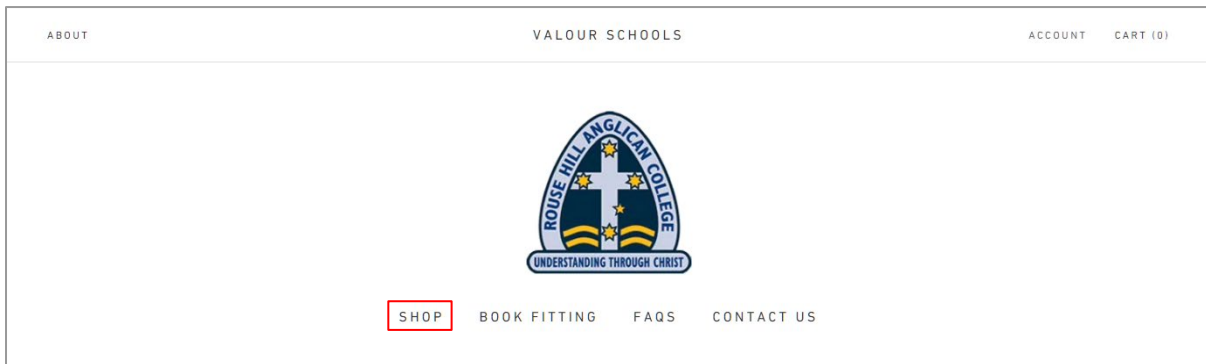 ABOUT VALOUR SCHOOLS ACCOUNT CART (0)
ROUSE HILL ANGLICAN COLLEGE
UNDERSTANDING THROUGH CHRIST
SHOP BOOK FITTING FAQS CONTACT US